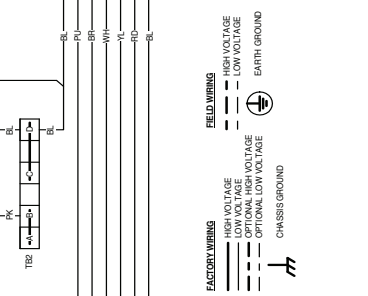 BL
PU
BR
WH
YL
RD
BL
BL
BL
PK
A
B
C
D
TB2
FIELD WIRING
HIGH VOLTAGE
LOW VOLTAGE
EARTH GROUND
FACTORY WIRING
HIGH VOLTAGE
LOW VOLTAGE
OPTIONAL HIGH VOLTAGE
OPTIONAL LOW VOLTAGE
CHASSIS GROUND